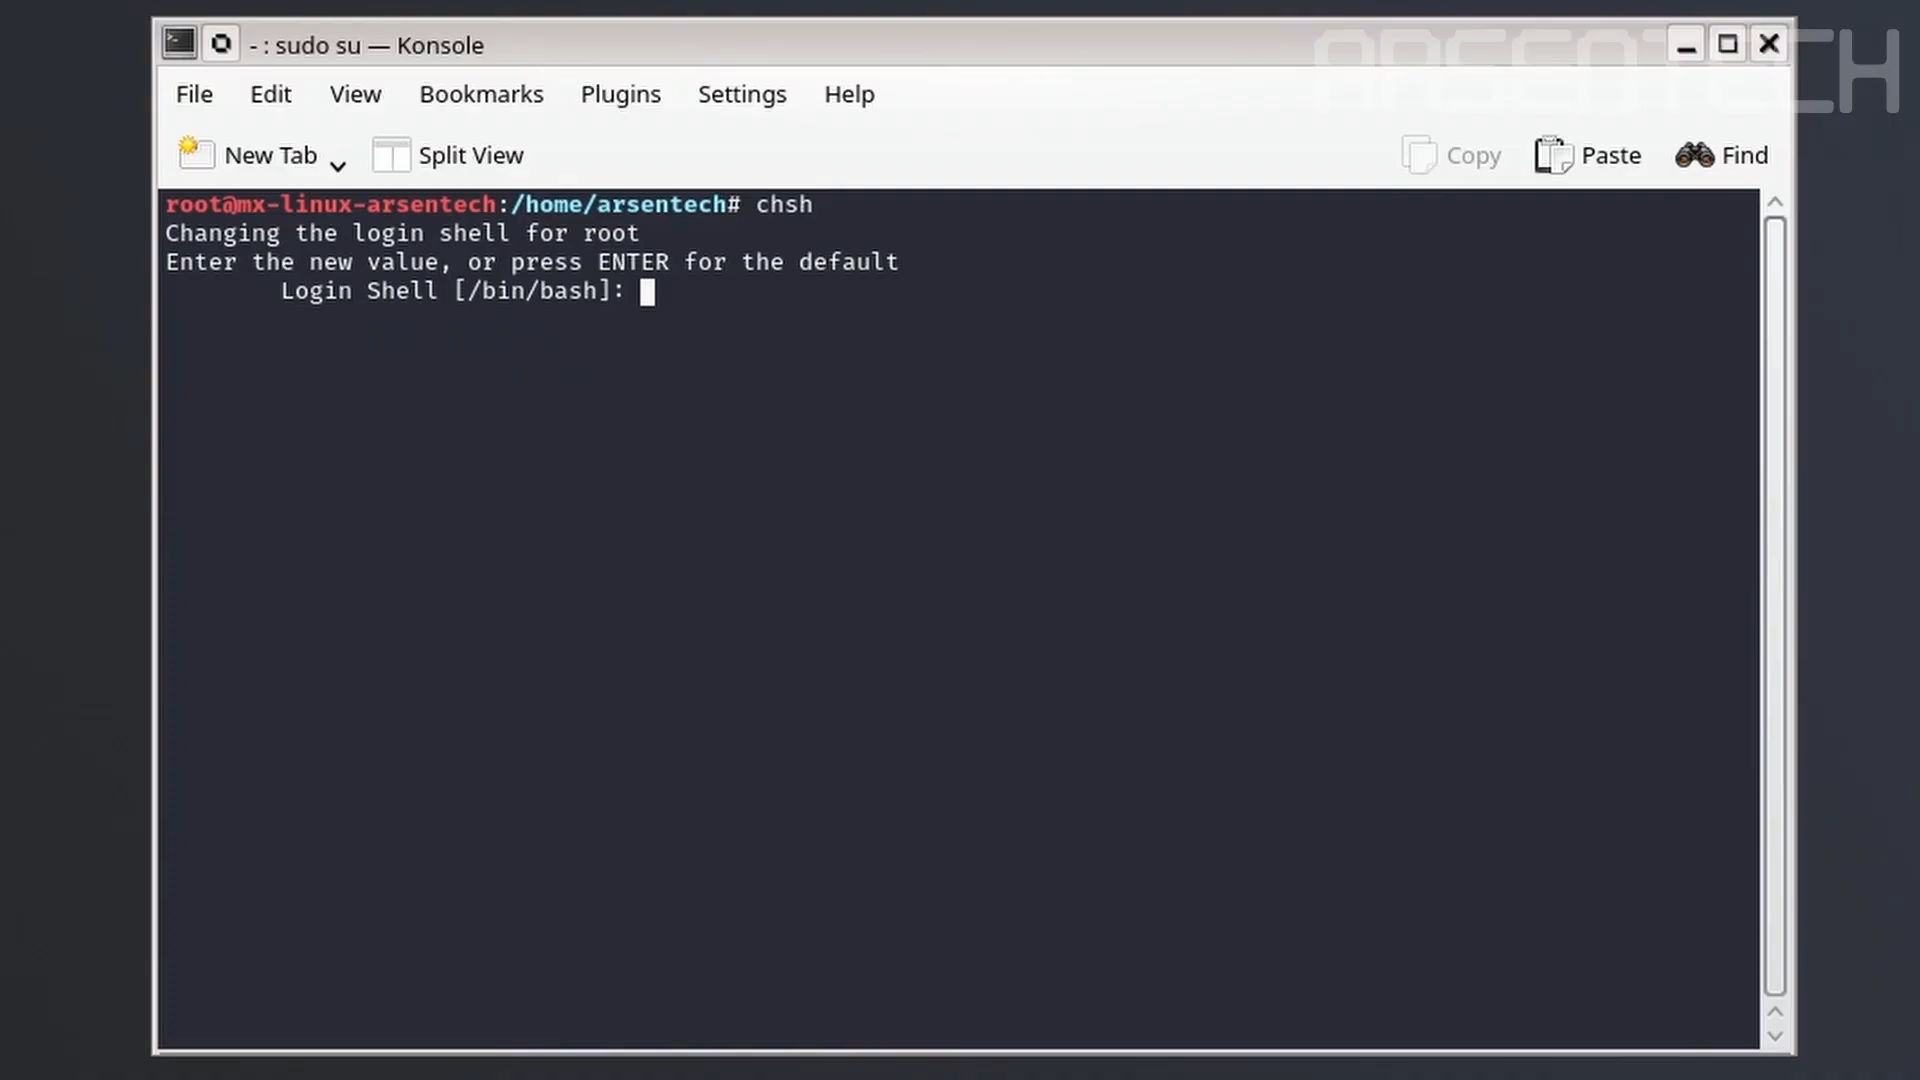 - : sudo su — Konsole
ARSCOTECH
File Edit View Bookmarks Plugins Settings Help
New Tab Split View Copy Paste Find
root@mx-linux-arsentech:/home/arsentech# chsh
Changing the login shell for root
Enter the new value, or press ENTER for the default
Login Shell [/bin/bash]: